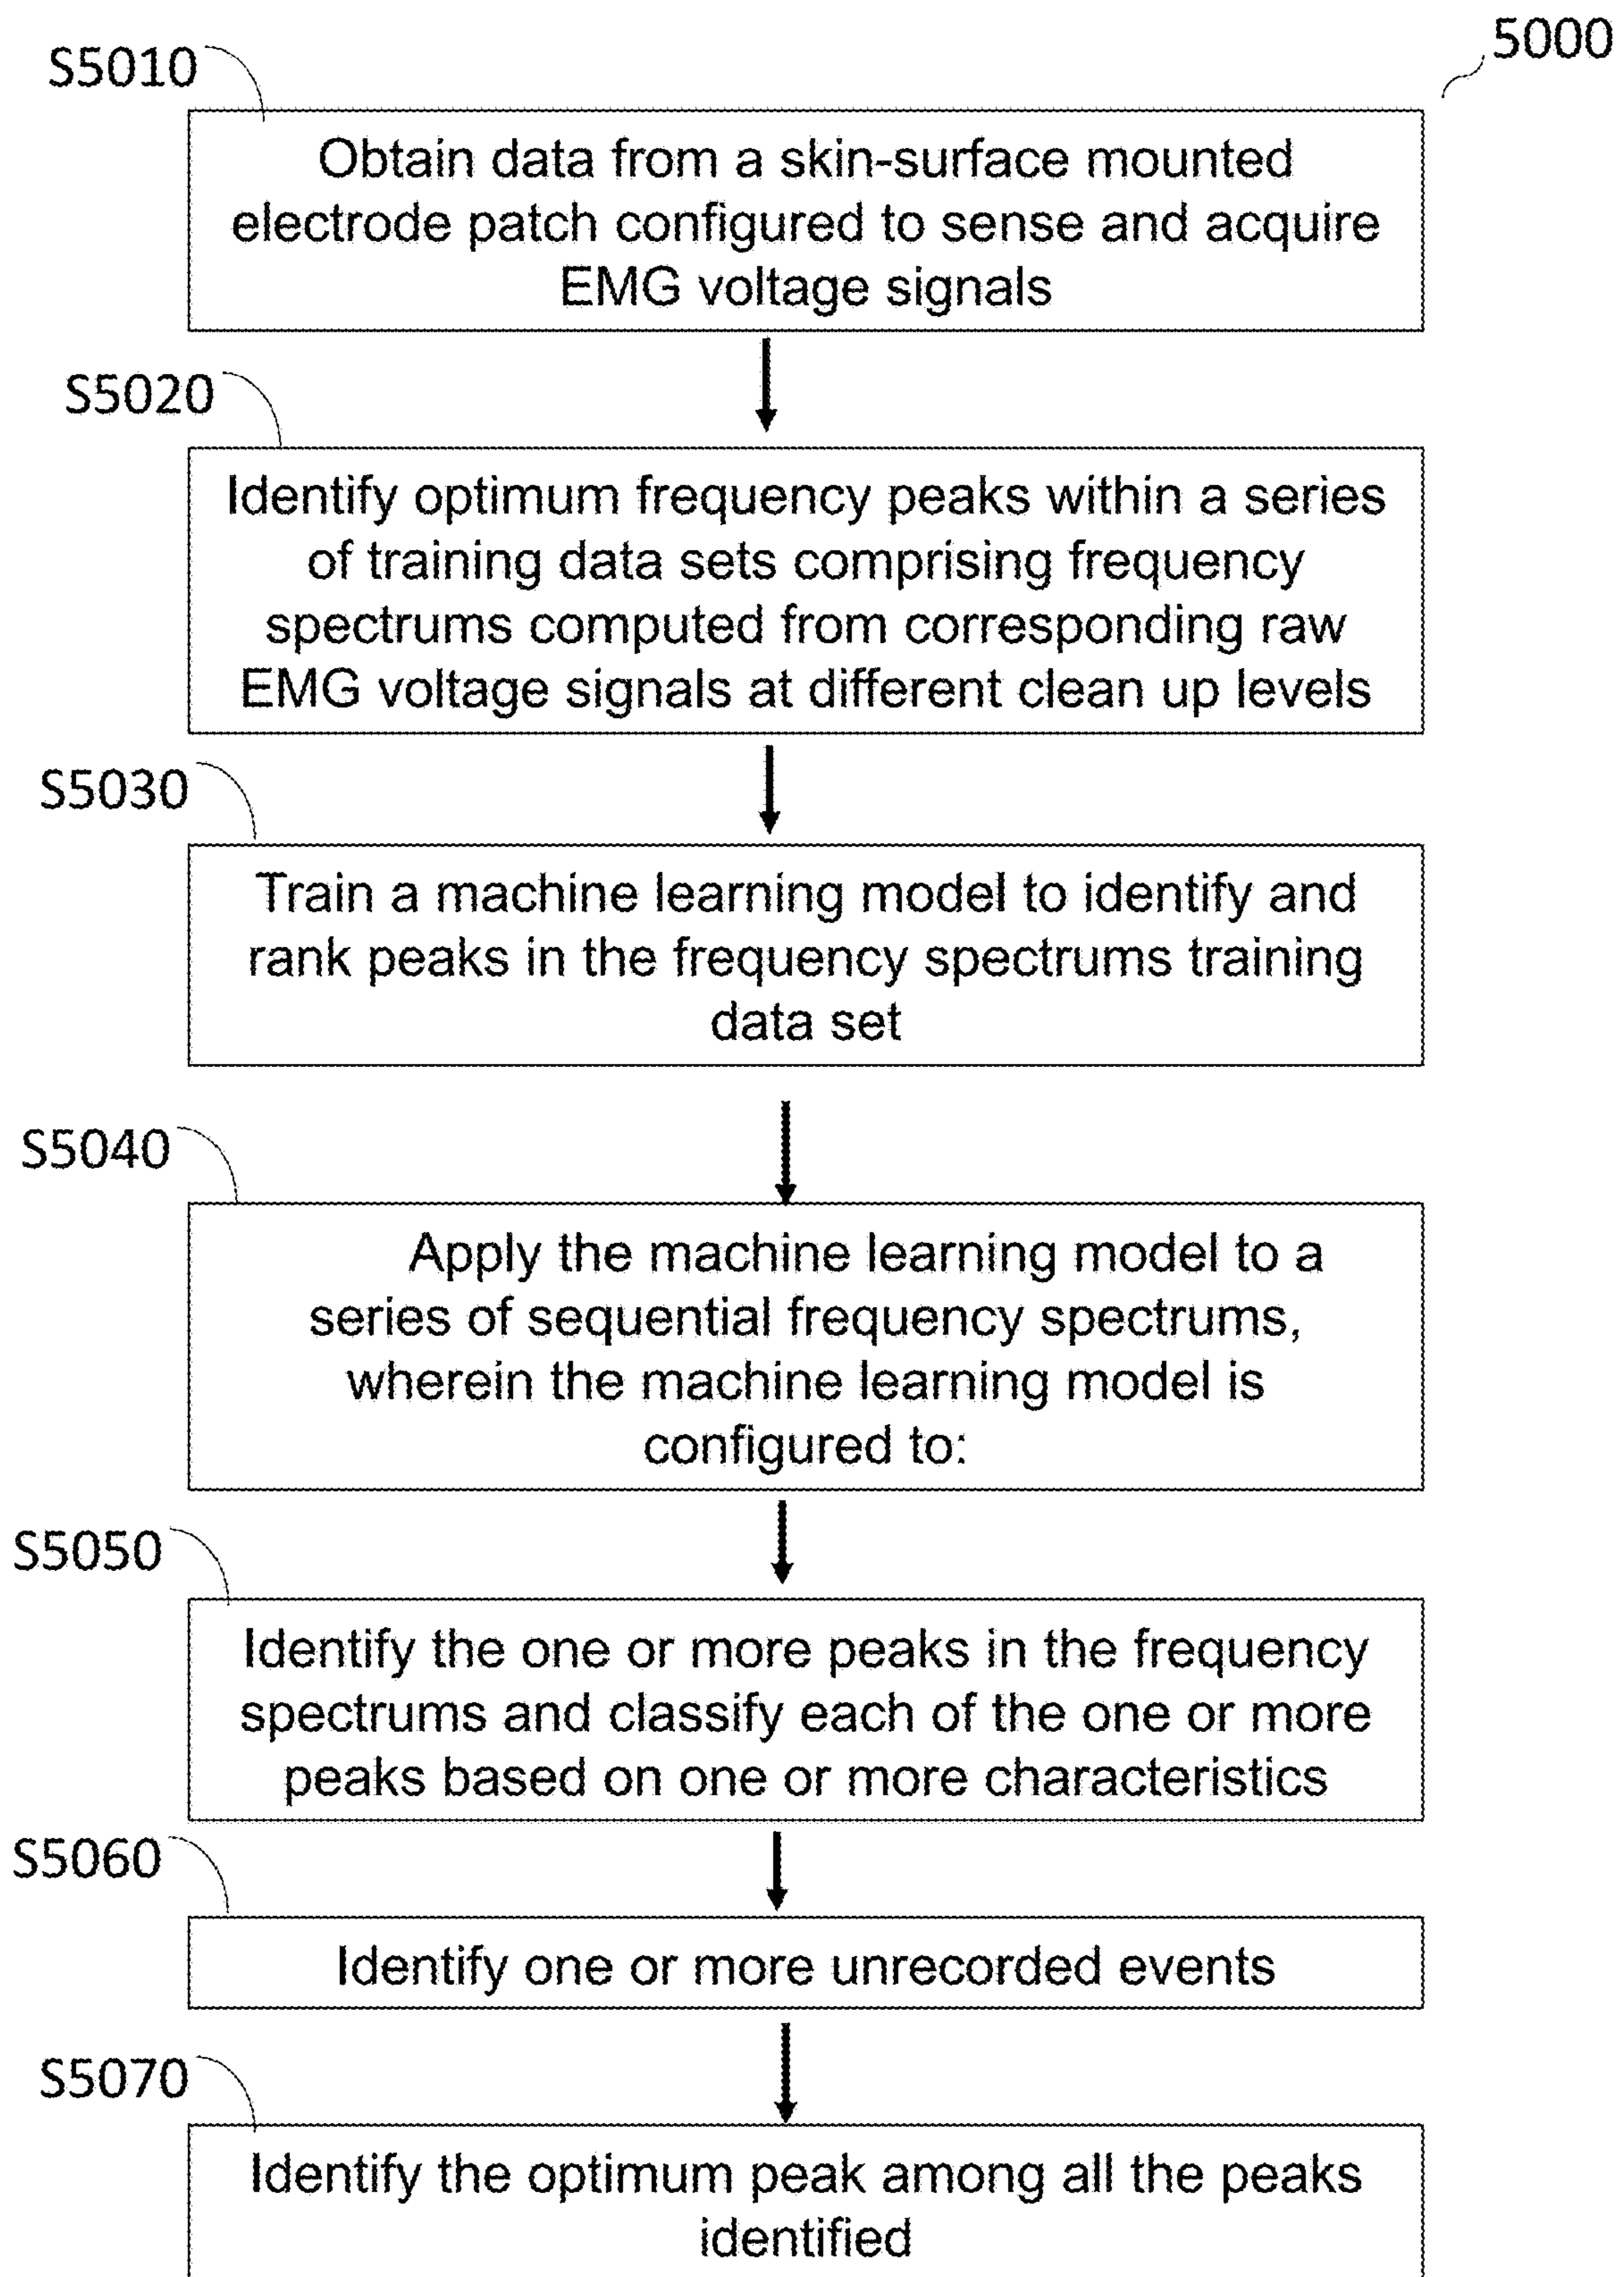 5000
S5010
Obtain data from a skin-surface mounted
electrode patch configured to sense and acquire
EMG voltage signals
S5020
Identify optimum frequency peaks within a series
of training data sets comprising frequency
spectrums computed from corresponding raw
EMG voltage signals at different clean up levels
S5030
Train a machine learning model to identify and
rank peaks in the frequency spectrums training
data set
S5040
Apply the machine learning model to a
series of sequential frequency spectrums,
wherein the machine learning model is
configured to:
S5050
Identify the one or more peaks in the frequency
spectrums and classify each of the one or more
peaks based on one or more characteristics
S5060
Identify one or more unrecorded events
S5070
Identify the optimum peak among all the peaks
identified